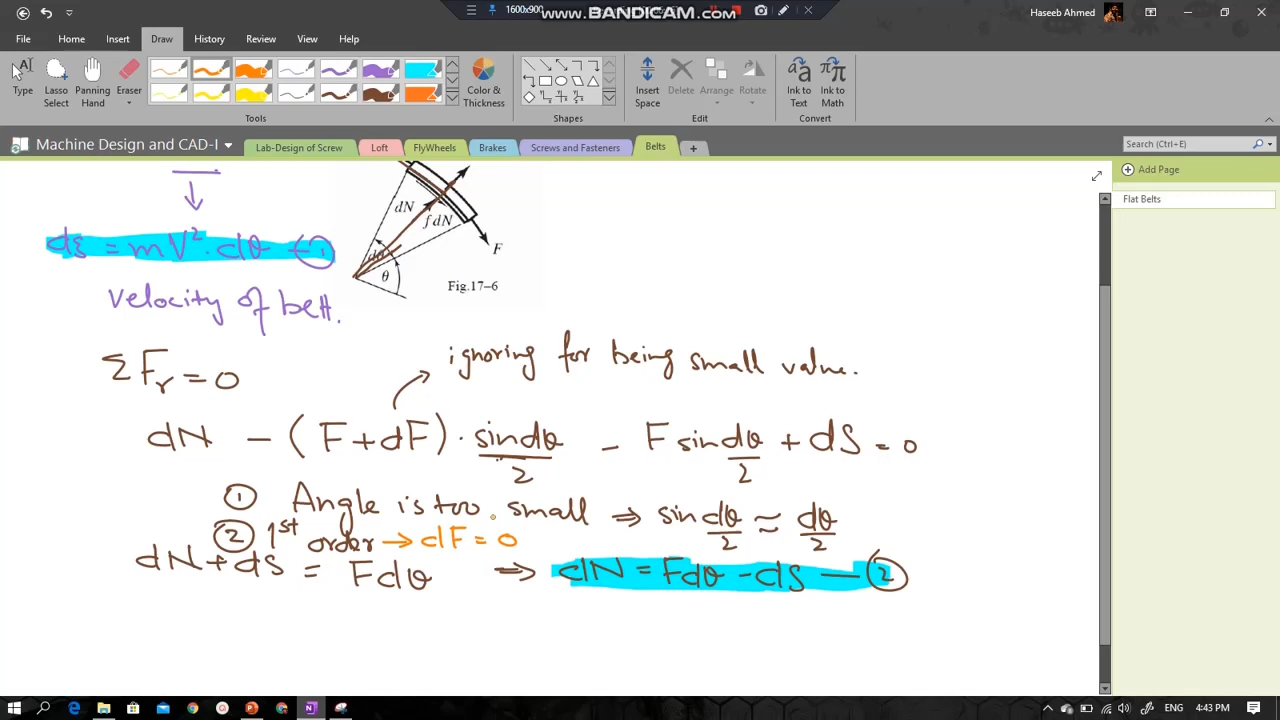 1600x900
www.BANDICAM.com
Haseeb Ahmed
File Home Insert Draw History Review View Help
Type
Lasso Select
Panning Hand
Eraser
Color & Thickness
Insert Space
Delete
Arrange
Rotate
Ink to Text
Ink to Math
Tools
Shapes
Edit
Convert
Machine Design and CAD-I
Lab-Design of Screw
Loft
FlyWheels
Brakes
Screws and Fasteners
Belts
Search (Ctrl+E)
Add Page
Flat Belts
dN
f dN
F
dθ
θ
Fig.17–6
dS = mV². dθ – ①
Velocity of belt.
ΣFr = 0
ignoring for being small value.
dN – (F+dF) · sin dθ/2 – F sin dθ/2 + dS = 0
① Angle is too small ⇒ sin dθ/2 ≈ dθ/2
② 1st order → dF = 0
dN+dS = Fdθ ⇒ dN = Fdθ – dS – ②
ENG 4:43 PM